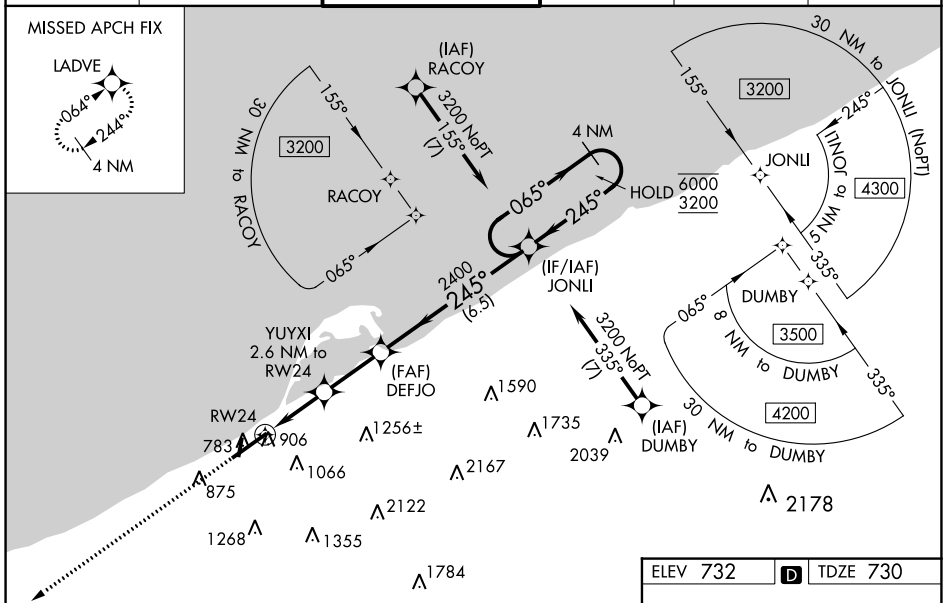 MISSED APCH FIX
LADVE
064°
244°
4 NM
(IAF)
RACOY
3200 NoPT
155°
(7)
30 NM to RACOY
155°
3200
RACOY
065°
4 NM
065°
245°
HOLD 6000
3200
(IF/IAF)
JONLI
2400
245°
(6.5)
YUYXI
2.6 NM to
RW24
(FAF)
DEFJO
RW24
30 NM to JONLI (NoPT)
155°
3200
245°
JONLI
5 NM to JONLI
4300
335°
065°
DUMBY
3500
8 NM to DUMBY
335°
4200
30 NM to DUMBY
3200 NoPT
335°
(7)
(IAF)
DUMBY
1590
1256±
1735
2039
783
906
1066
2167
875
2122
2178
1268
1355
1784
ELEV 732 D TDZE 730